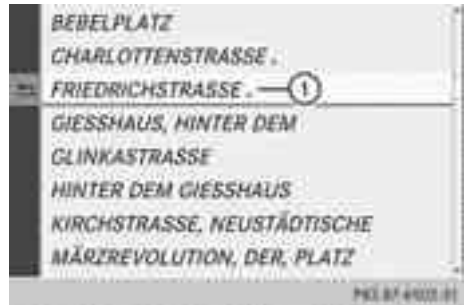 BEBELPLATZ
CHARLOTTENSTRASSE .
FRIEDRICHSTRASSE . 1
GIESSHAUS, HINTER DEM
GLINKASTRASSE
HINTER DEM GIESSHAUS
KIRCHSTRASSE, NEUSTÄDTISCHE
MÄRZREVOLUTION, DER, PLATZ